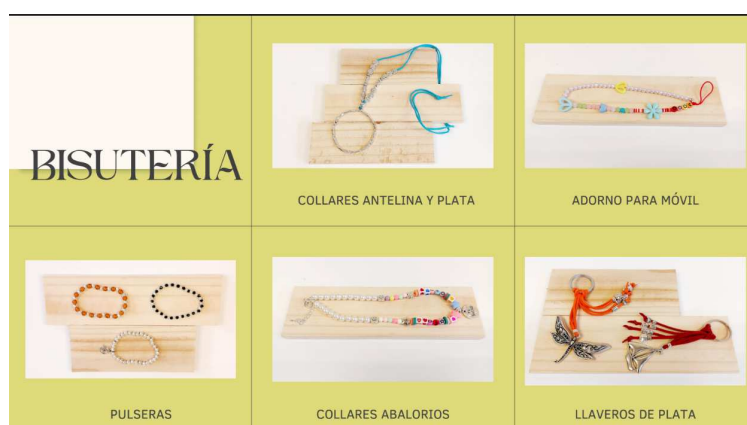 BISUTERÍA
COLLARES ANTELINA Y PLATA
ADORNO PARA MÓVIL
PULSERAS
COLLARES ABALORIOS
LLAVEROS DE PLATA